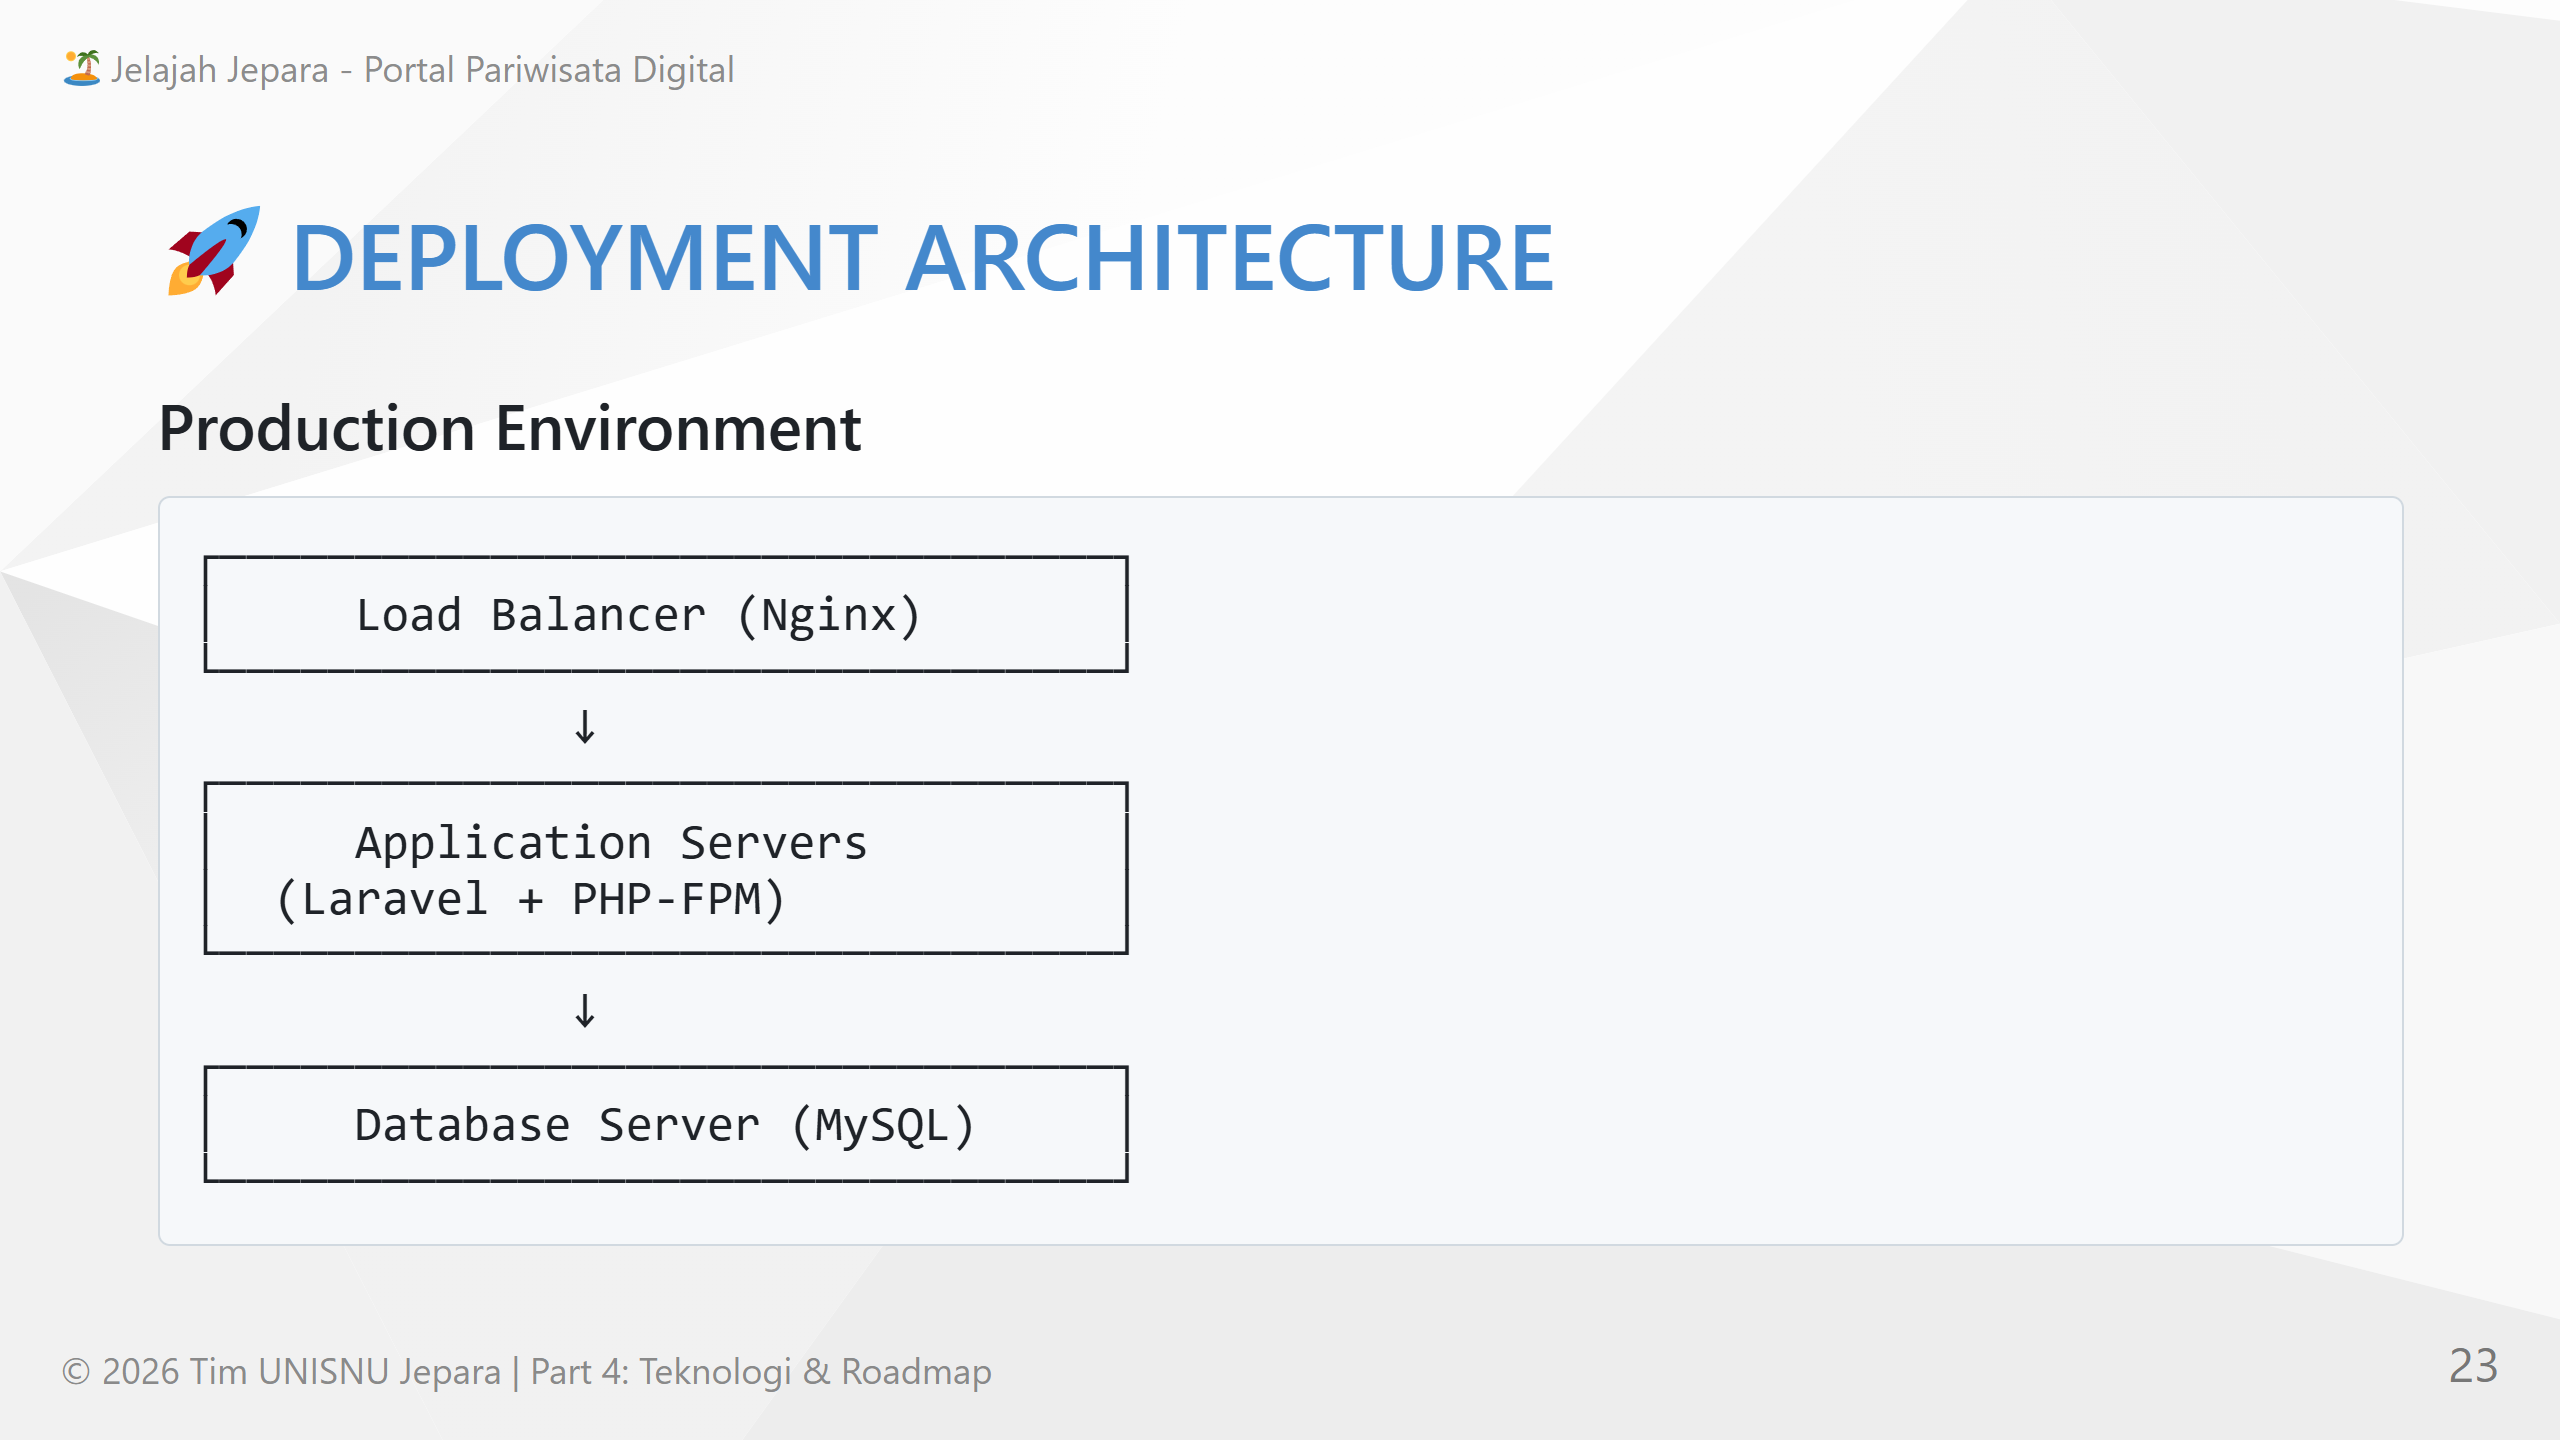 Jelajah Jepara - Portal Pariwisata Digital
DEPLOYMENT ARCHITECTURE
Production Environment
Load Balancer (Nginx)
↓
Application Servers
(Laravel + PHP-FPM)
↓
Database Server (MySQL)
© 2026 Tim UNISNU Jepara | Part 4: Teknologi & Roadmap
23